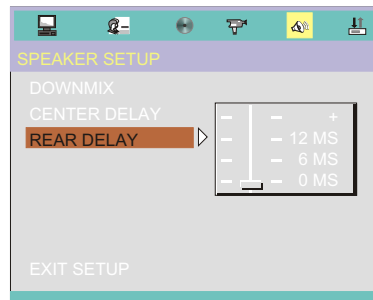 SPEAKER SETUP
DOWNMIX
CENTER DELAY
REAR DELAY
+
12 MS
6 MS
0 MS
EXIT SETUP